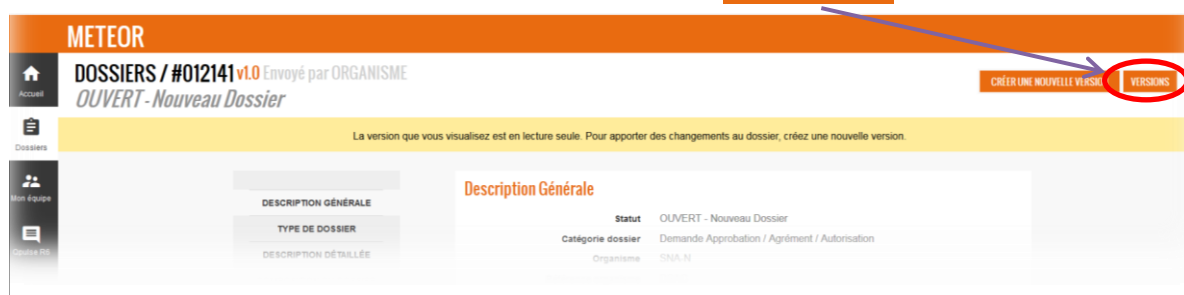 METEOR
DOSSIERS / #012141 v1.0 Envoyé par ORGANISME
OUVERT - Nouveau Dossier
CRÉER UNE NOUVELLE VERSION
VERSIONS
Accueil
Dossiers
Mon équipe
La version que vous visualisez est en lecture seule. Pour apporter des changements au dossier, créez une nouvelle version.
DESCRIPTION GÉNÉRALE
TYPE DE DOSSIER
DESCRIPTION DÉTAILLÉE
Description Générale
Statut OUVERT - Nouveau Dossier
Catégorie dossier Demande Approbation / Agrément / Autorisation
Organisme SNA-N